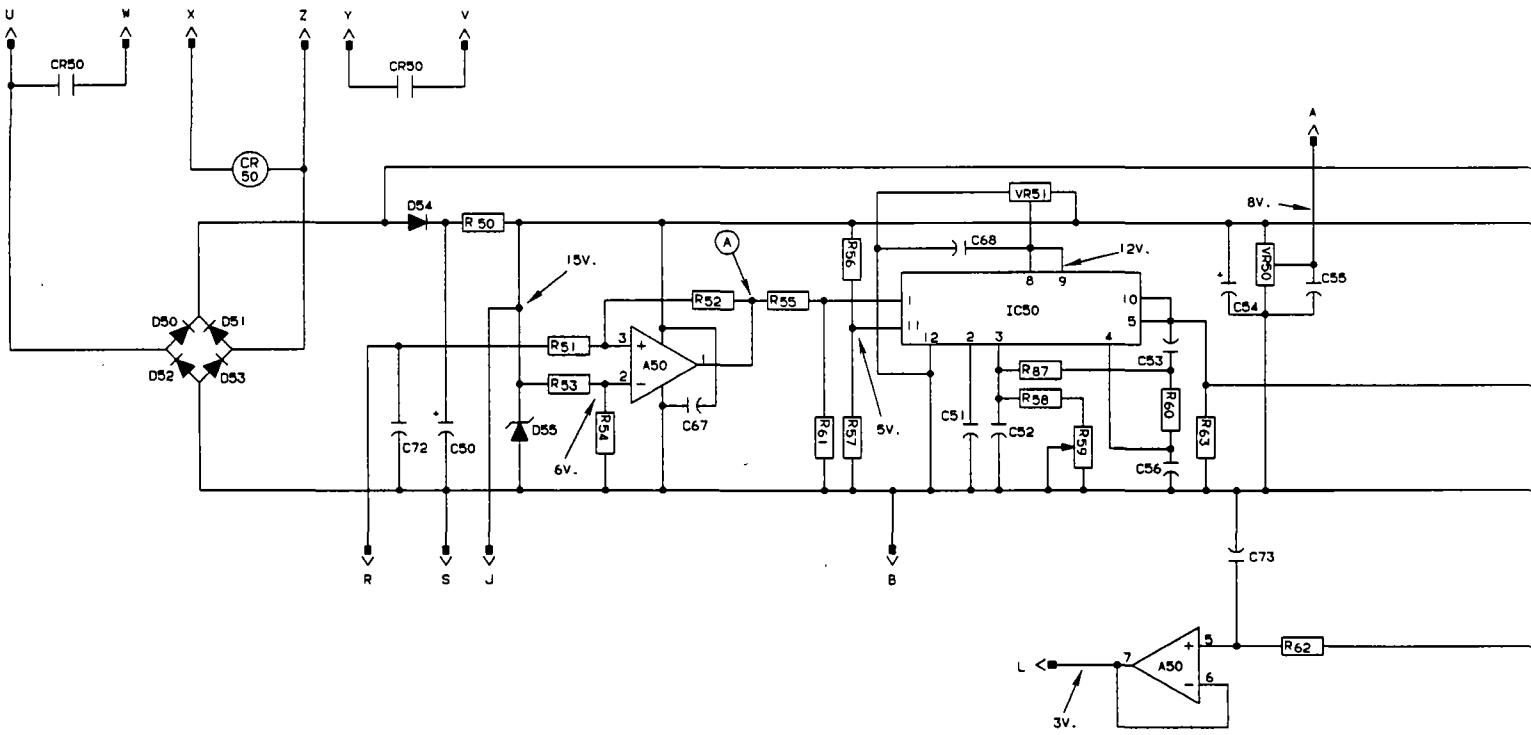 U W X Z Y V
CR50 CR50
A
CR
50
8V.
D54
R50
VR51
A
15V.
R56
C68
12V.
VR50
+
C54
C55
8 9
R52
R55
1
10
IC50
5
D50 D51
11
12 2 3 4
C53
R51
3
+
A50
1
D52 D53
R53
2
−
R87
R58
R60
C67
R54
D55
+
C72 C50
6V.
R61
R57
5V.
C51 C52
R59
C56
R63
R S J B
C73
L
7
A50
+
5
R62
−
6
3V.